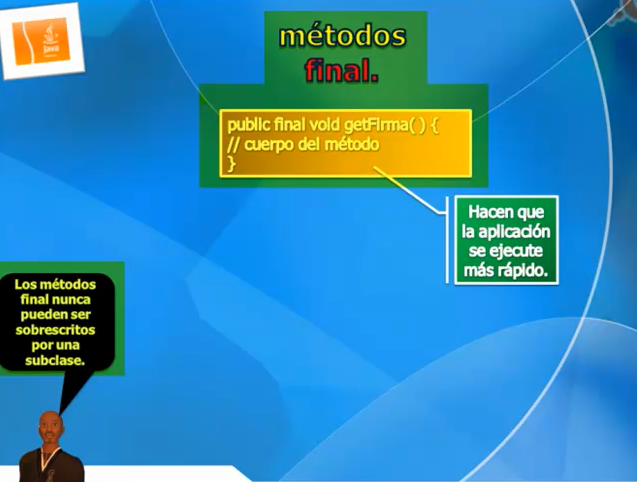 Java
métodos
final.
public final void getFirma( ) {
// cuerpo del método
}
Hacen que
la aplicación
se ejecute
más rápido.
Los métodos
final nunca
pueden ser
sobrescritos
por una
subclase.